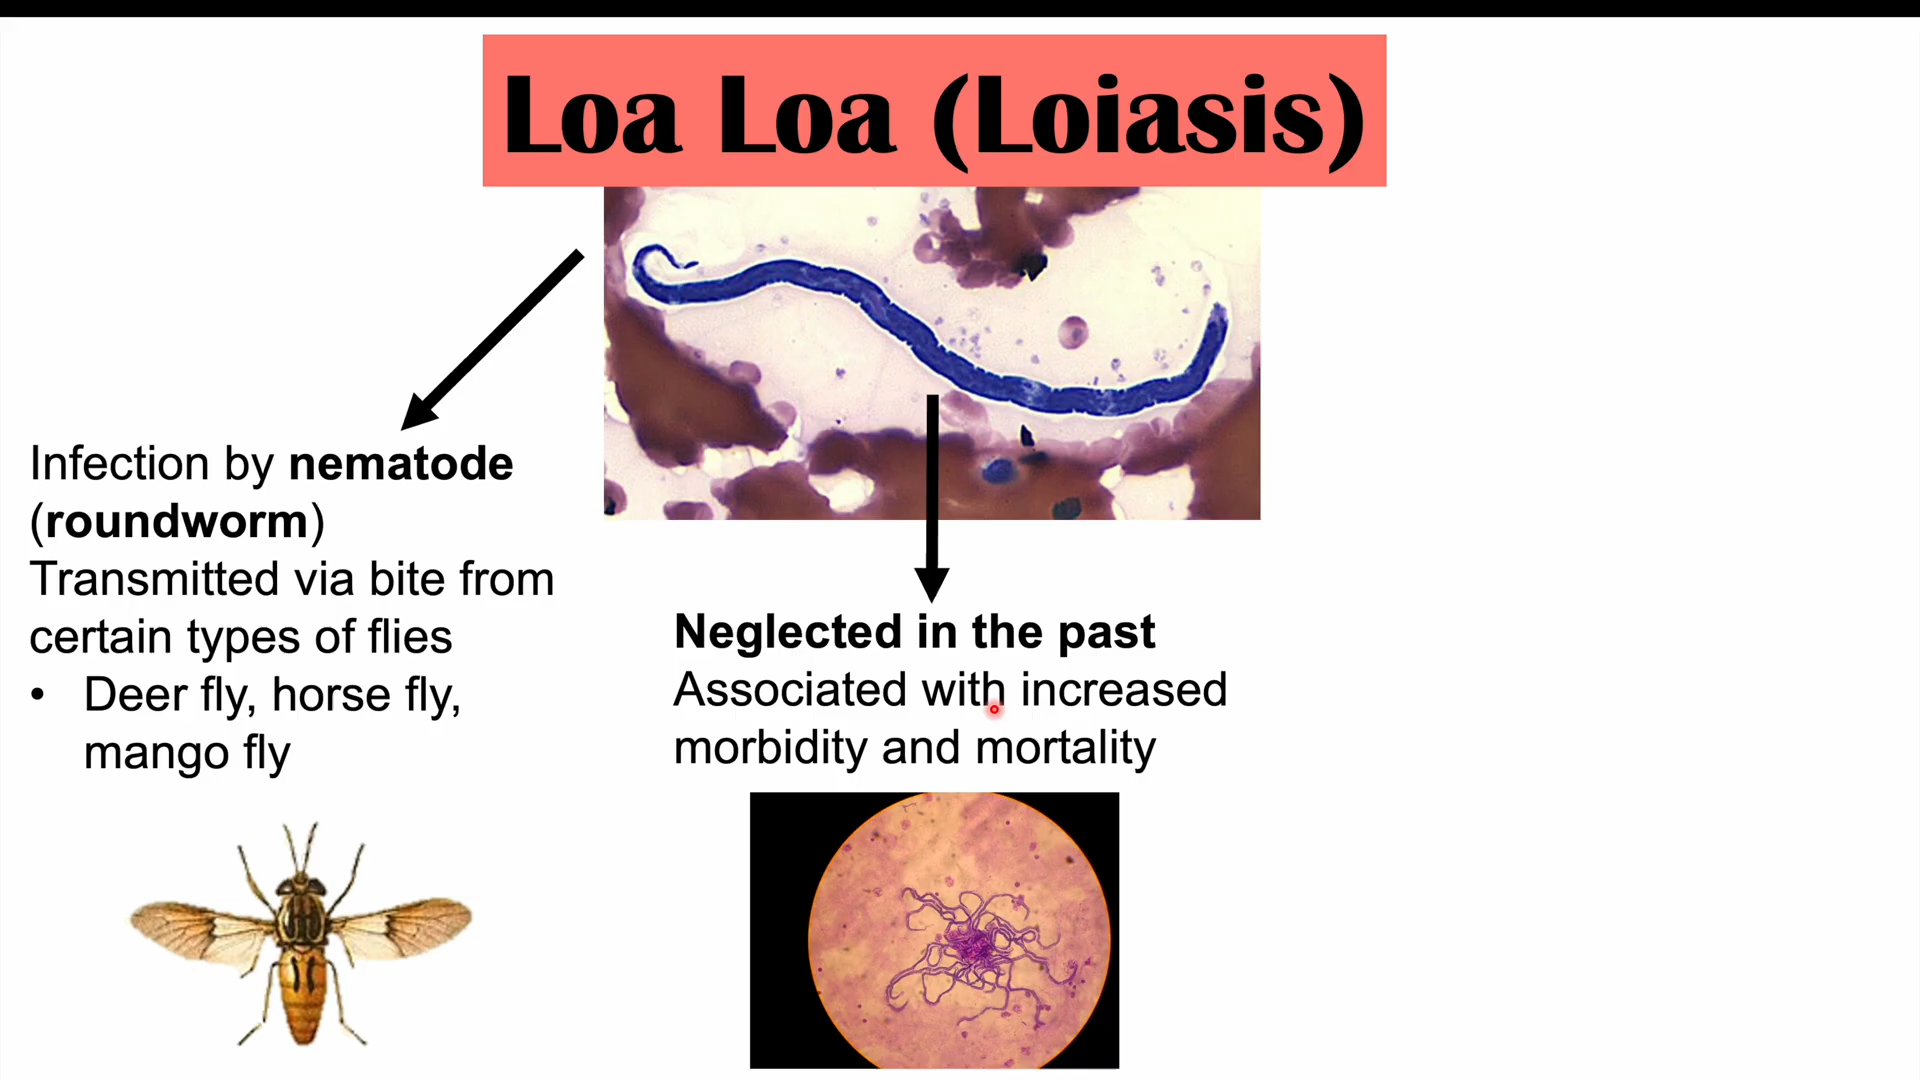 Loa Loa (Loiasis)
Infection by nematode
(roundworm)
Transmitted via bite from
certain types of flies
• Deer fly, horse fly,
mango fly
Neglected in the past
Associated with increased
morbidity and mortality